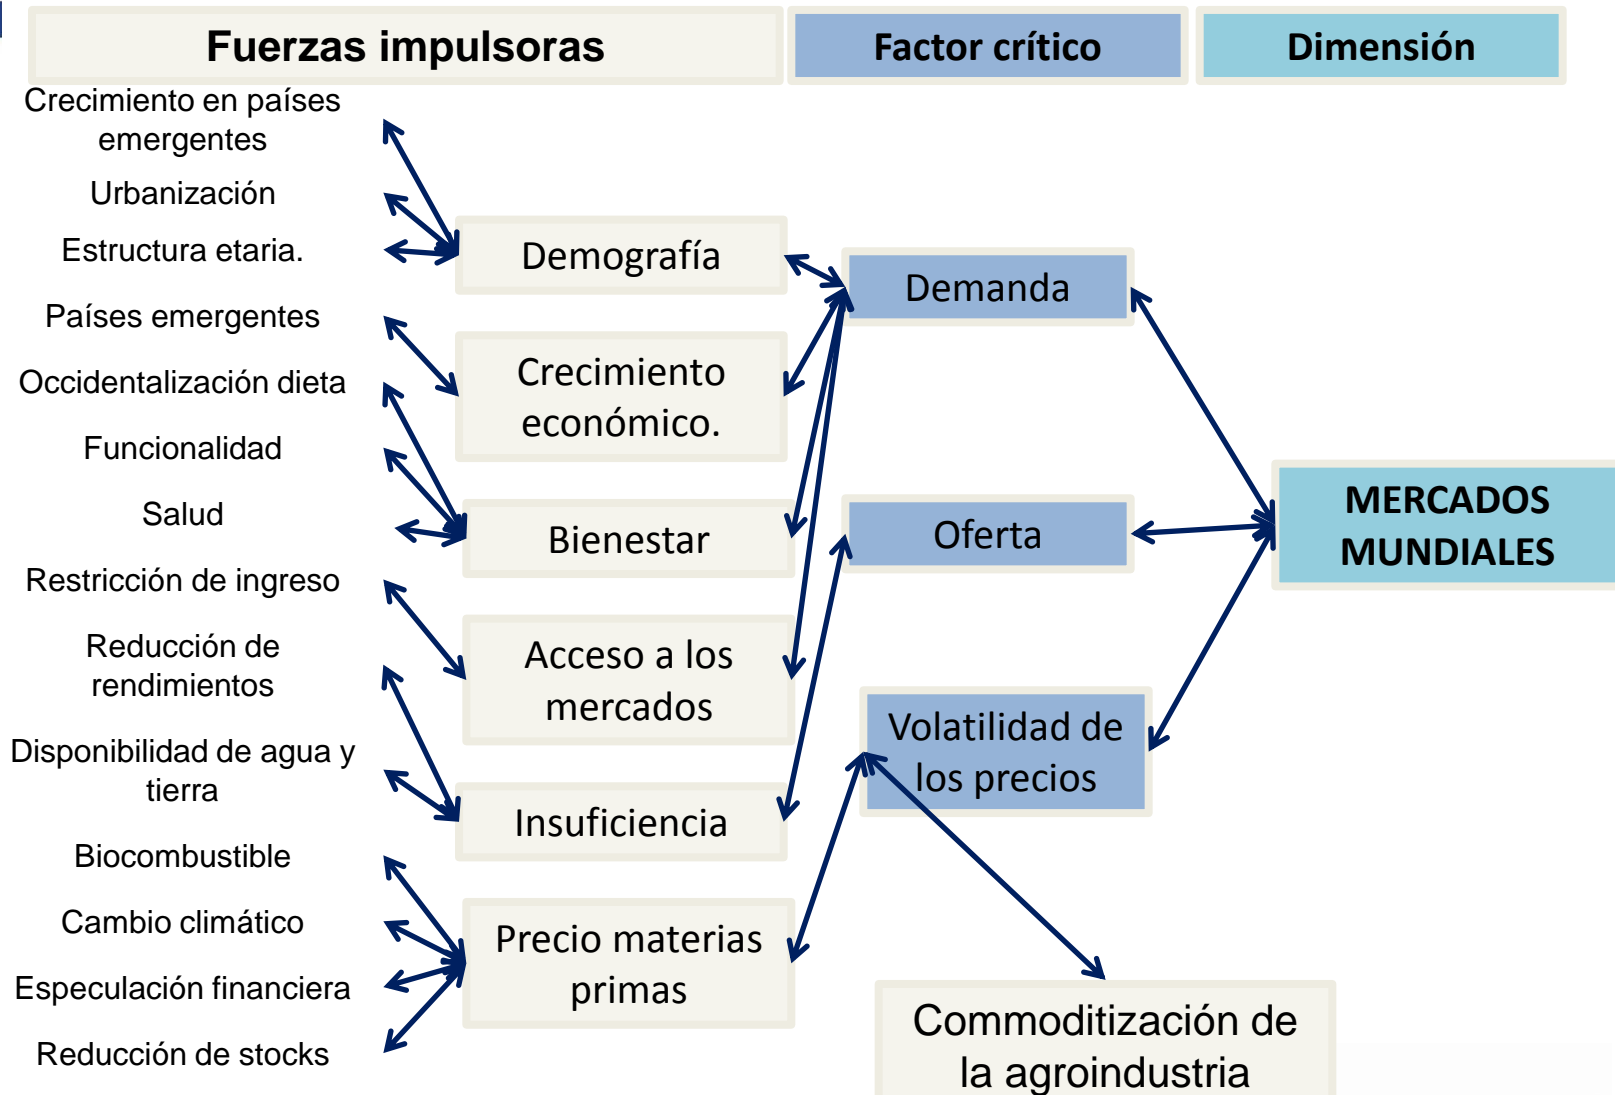 Fuerzas impulsoras
Factor crítico
Dimensión
Crecimiento en países
emergentes
Urbanización
Estructura etaria.
Países emergentes
Occidentalización dieta
Funcionalidad
Salud
Restricción de ingreso
Reducción de
rendimientos
Disponibilidad de agua y
tierra
Biocombustible
Cambio climático
Especulación financiera
Reducción de stocks
Demografía
Crecimiento
económico.
Bienestar
Acceso a los
mercados
Insuficiencia
Precio materias
primas
Demanda
Oferta
Volatilidad de
los precios
Commoditización de
la agroindustria
MERCADOS
MUNDIALES